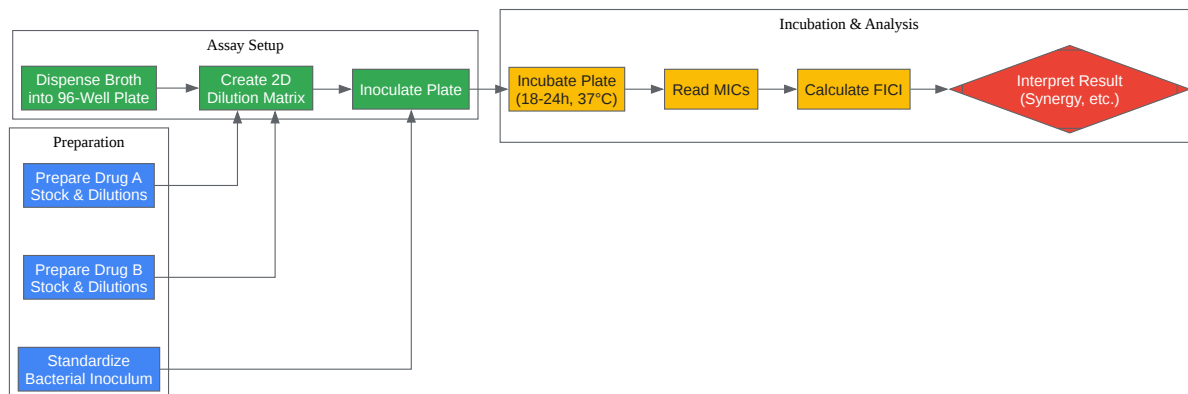 Incubation & Analysis
Assay Setup
Dispense Broth
into 96-Well Plate
Create 2D
Dilution Matrix
Inoculate Plate
Incubate Plate
(18-24h, 37°C)
Read MICs
Calculate FICI
Interpret Result
(Synergy, etc.)
Preparation
Prepare Drug A
Stock & Dilutions
Prepare Drug B
Stock & Dilutions
Standardize
Bacterial Inoculum